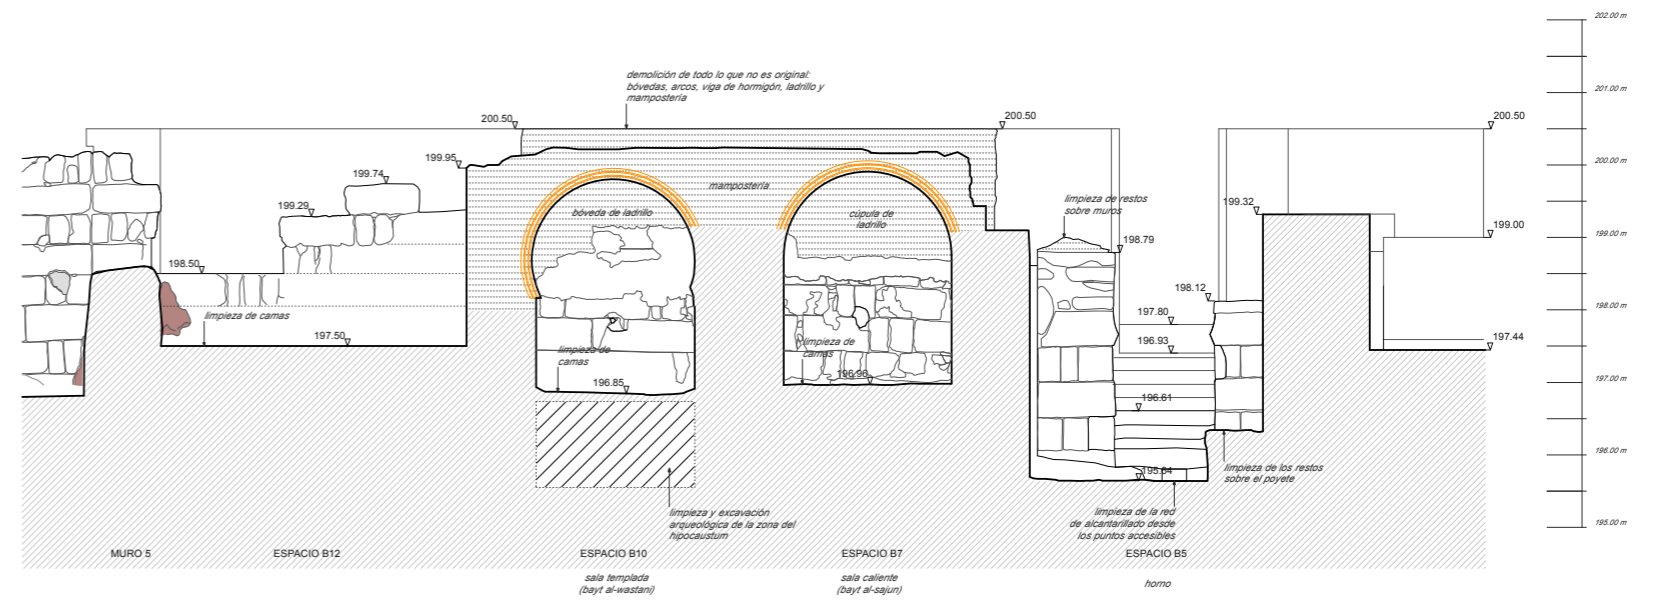 202.00 m
demolición de todo lo que no es original:
bóvedas, arcos, viga de hormigón, ladrillo y
mampostería
201.00 m
200.50
200.50
200.50
199.95
200.00 m
199.74
mampostería
limpieza de restos
sobre muros
199.29
bóveda de ladrillo
cúpula de
ladrillo
199.32
199.00
199.00 m
198.79
198.50
198.12
198.00 m
limpieza de camas
197.80
197.50
197.44
196.93
limpieza de
camas
limpieza de
camas
196.85
196.96
197.00 m
196.61
196.00 m
195.64
limpieza de los restos
sobre el poyete
limpieza y excavación
arqueológica de la zona del
hipocaustum
limpieza de la red
de alcantarillado desde
los puntos accesibles
195.00 m
MURO 5
ESPACIO B12
ESPACIO B10
ESPACIO B7
ESPACIO B5
sala templada
(bayt al-wastani)
sala caliente
(bayt al-sajun)
horno